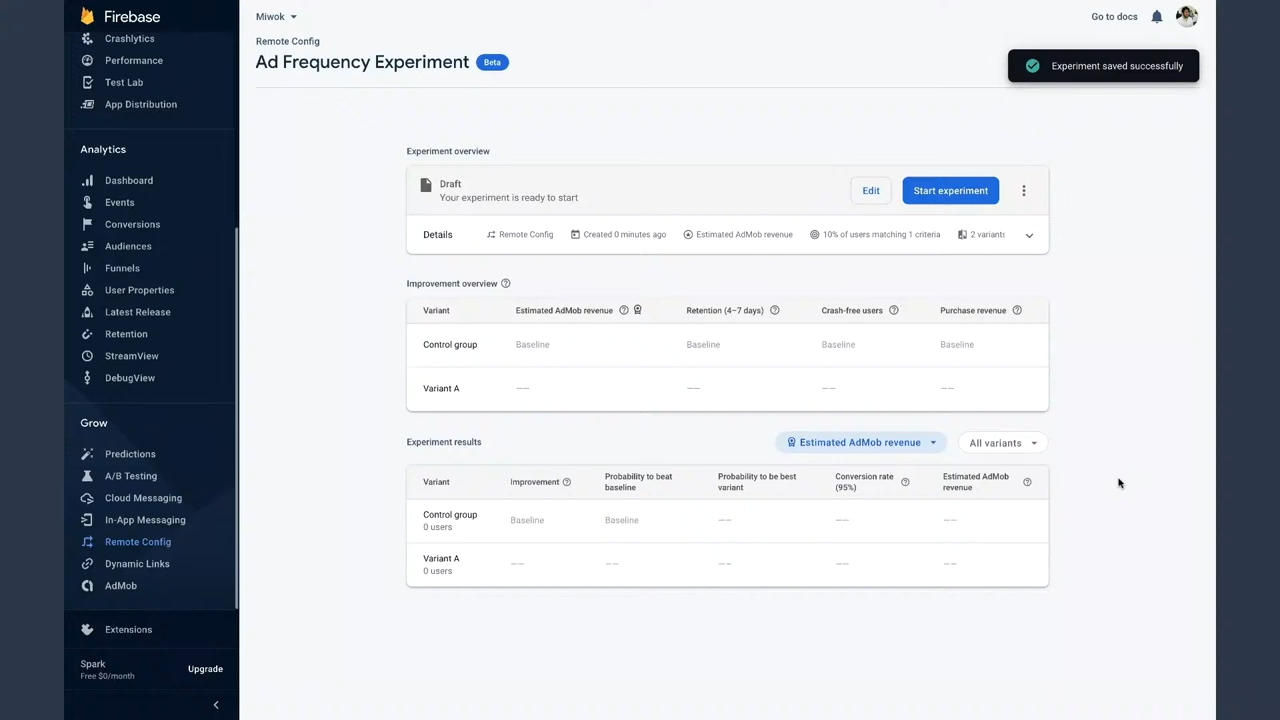 Firebase
Crashlytics
Performance
Test Lab
App Distribution
Analytics
Dashboard
Events
Conversions
Audiences
Funnels
User Properties
Latest Release
Retention
StreamView
DebugView
Grow
Predictions
A/B Testing
Cloud Messaging
In-App Messaging
Remote Config
Dynamic Links
AdMob
Extensions
Spark
Free $0/month
Upgrade
Miwok
Go to docs
Remote Config
Ad Frequency Experiment Beta
Experiment saved successfully
Experiment overview
Draft
Your experiment is ready to start
Edit
Start experiment
Details Remote Config Created 0 minutes ago Estimated AdMob revenue 10% of users matching 1 criteria 2 variants
Improvement overview
Variant Estimated AdMob revenue Retention (4–7 days) Crash-free users Purchase revenue
Control group Baseline Baseline Baseline Baseline
Variant A —— —— —— ——
Experiment results
Estimated AdMob revenue
All variants
Variant Improvement Probability to beat baseline Probability to be best variant Conversion rate (95%) Estimated AdMob revenue
Control group Baseline Baseline —— —— ——
0 users
Variant A —— —— —— —— ——
0 users